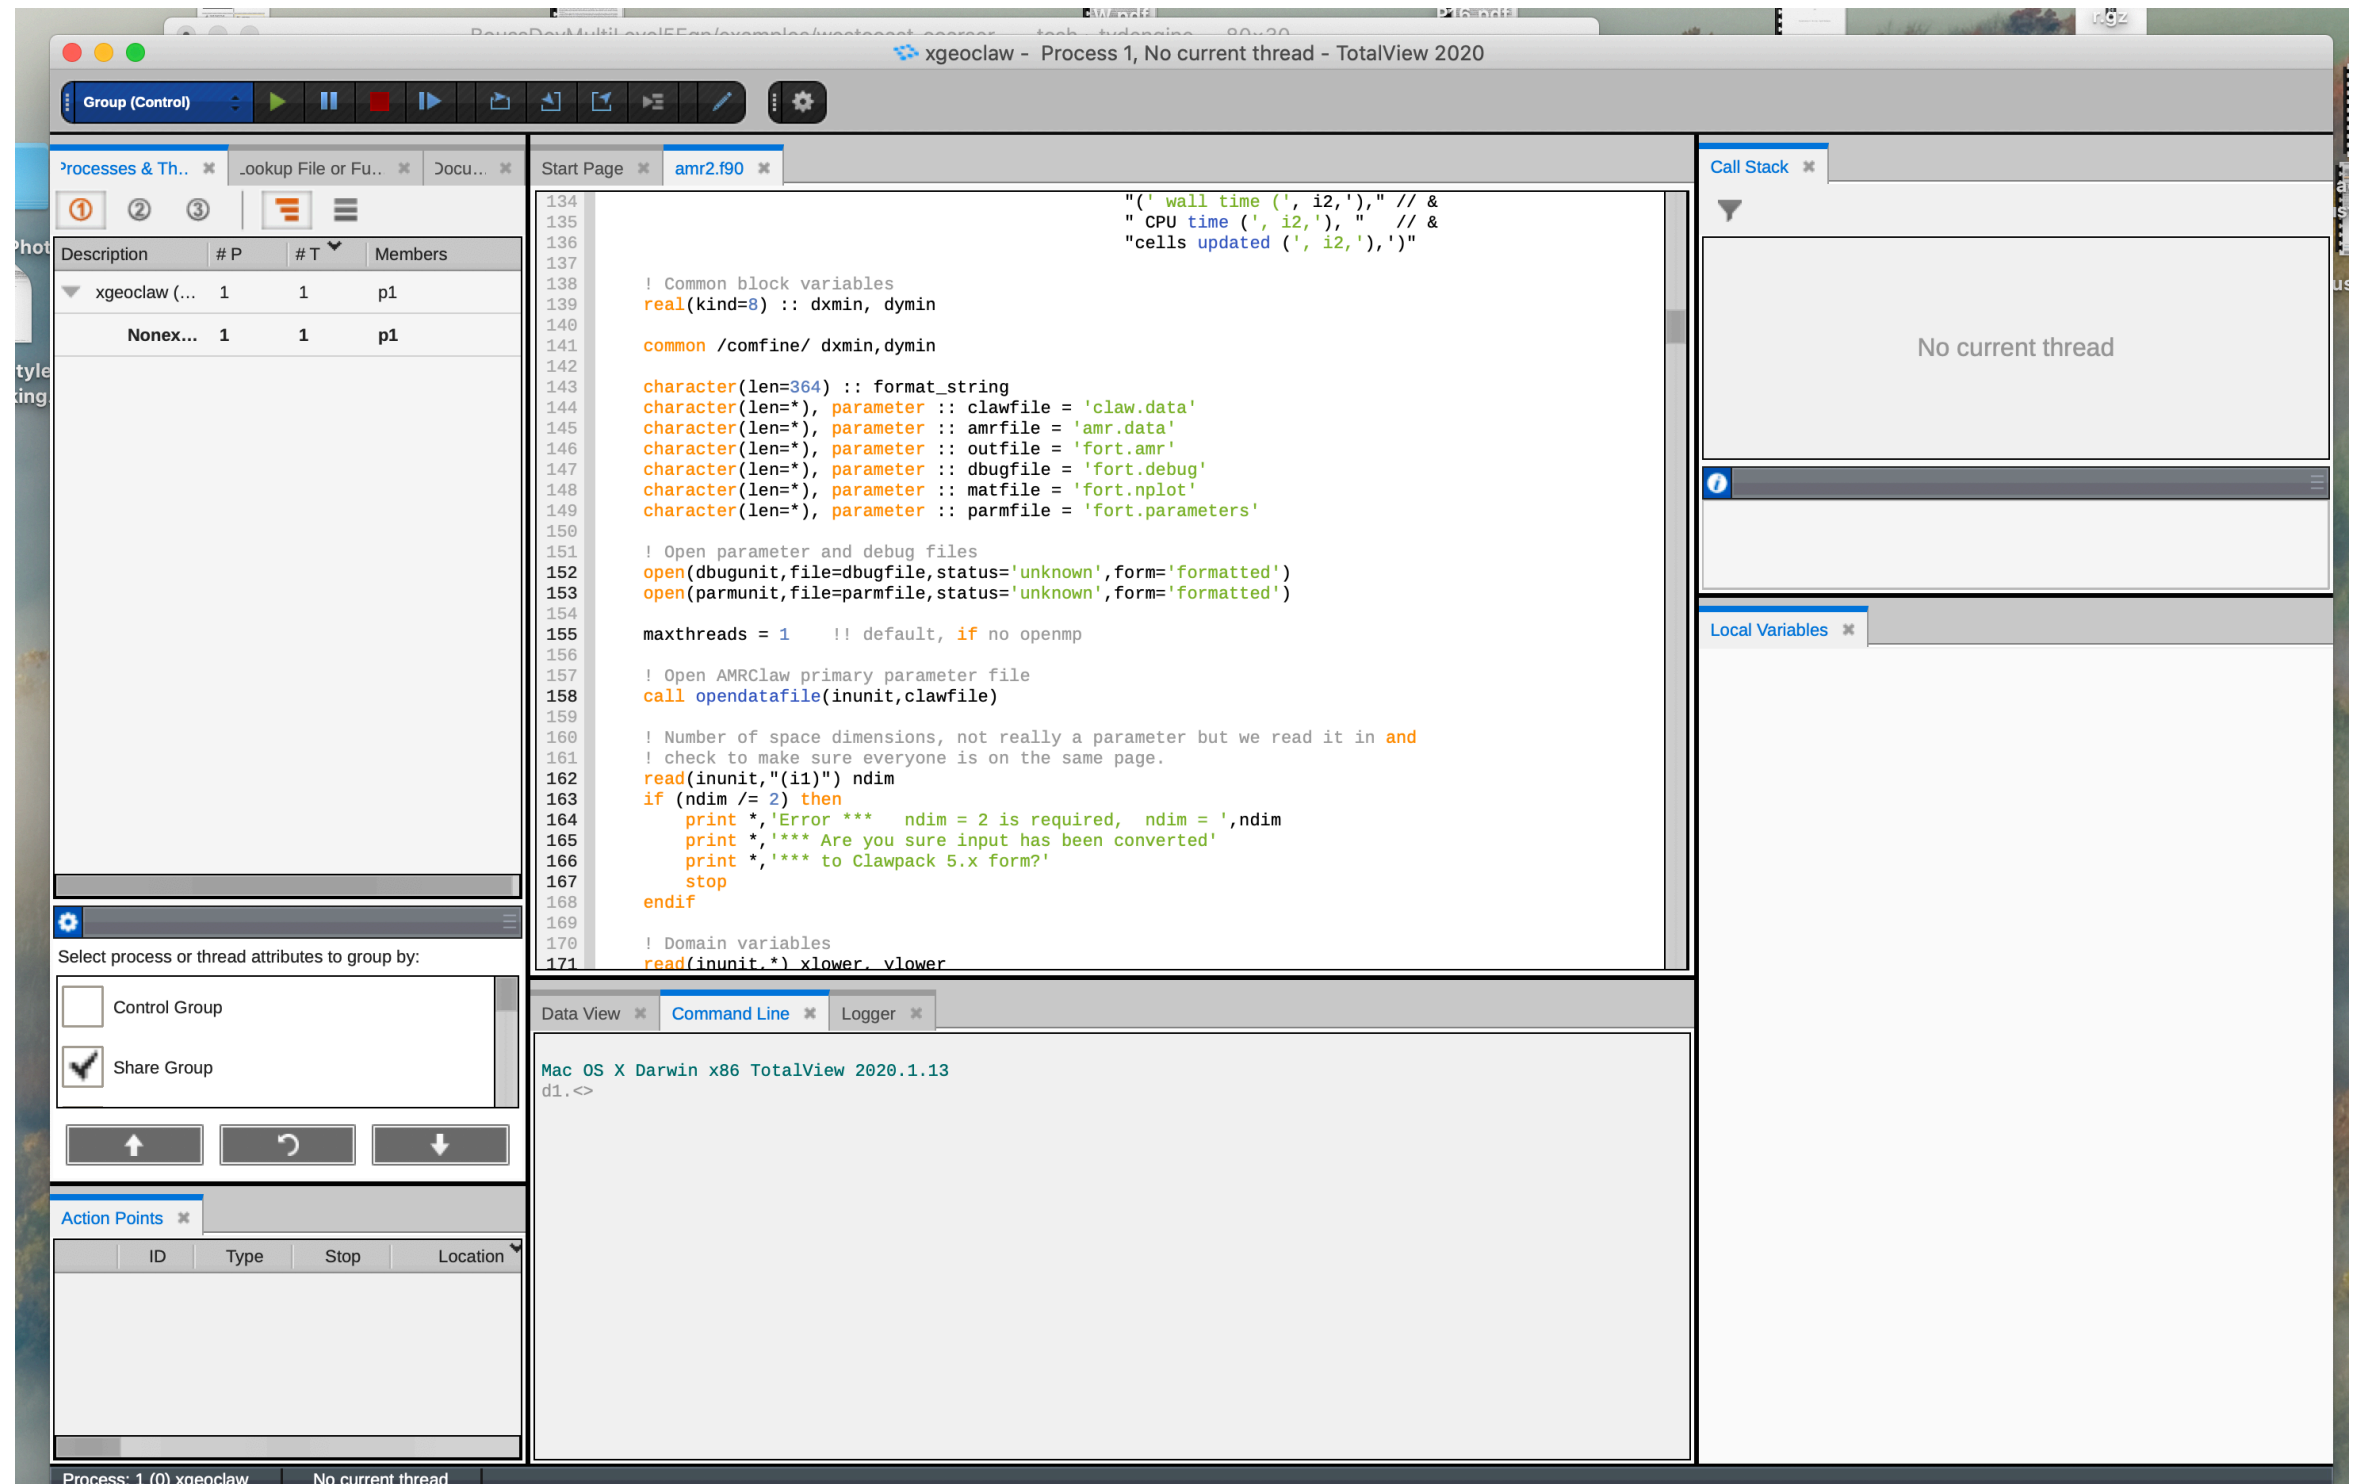 W.pdf
P16.pdf
r.gz
xgeoclaw - Process 1, No current thread - TotalView 2020
Group (Control)
Processes & Th..
Lookup File or Fu..
Docu...
Description
# P
# T
Members
xgeoclaw (...
1
1
p1
Nonex...
1
1
p1
Select process or thread attributes to group by:
Control Group
Share Group
Action Points
ID
Type
Stop
Location
Start Page
amr2.f90
134 "(' wall time (', i2,')," // &
135 " CPU time (', i2,'), " // &
136 "cells updated (', i2,'),')"
137
138 ! Common block variables
139 real(kind=8) :: dxmin, dymin
140
141 common /comfine/ dxmin,dymin
142
143 character(len=364) :: format_string
144 character(len=*), parameter :: clawfile = 'claw.data'
145 character(len=*), parameter :: amrfile = 'amr.data'
146 character(len=*), parameter :: outfile = 'fort.amr'
147 character(len=*), parameter :: dbugfile = 'fort.debug'
148 character(len=*), parameter :: matfile = 'fort.nplot'
149 character(len=*), parameter :: parmfile = 'fort.parameters'
150
151 ! Open parameter and debug files
152 open(dbugunit,file=dbugfile,status='unknown',form='formatted')
153 open(parmunit,file=parmfile,status='unknown',form='formatted')
154
155 maxthreads = 1 !! default, if no openmp
156
157 ! Open AMRClaw primary parameter file
158 call opendatafile(inunit,clawfile)
159
160 ! Number of space dimensions, not really a parameter but we read it in and
161 ! check to make sure everyone is on the same page.
162 read(inunit,"(i1)") ndim
163 if (ndim /= 2) then
164 print *,'Error *** ndim = 2 is required, ndim = ',ndim
165 print *,'*** Are you sure input has been converted'
166 print *,'*** to Clawpack 5.x form?'
167 stop
168 endif
169
170 ! Domain variables
171 read(inunit,*) xlower, ylower
Data View
Command Line
Logger
Mac OS X Darwin x86 TotalView 2020.1.13
d1.<>
Call Stack
No current thread
Local Variables
Process: 1 (0) xgeoclaw
No current thread